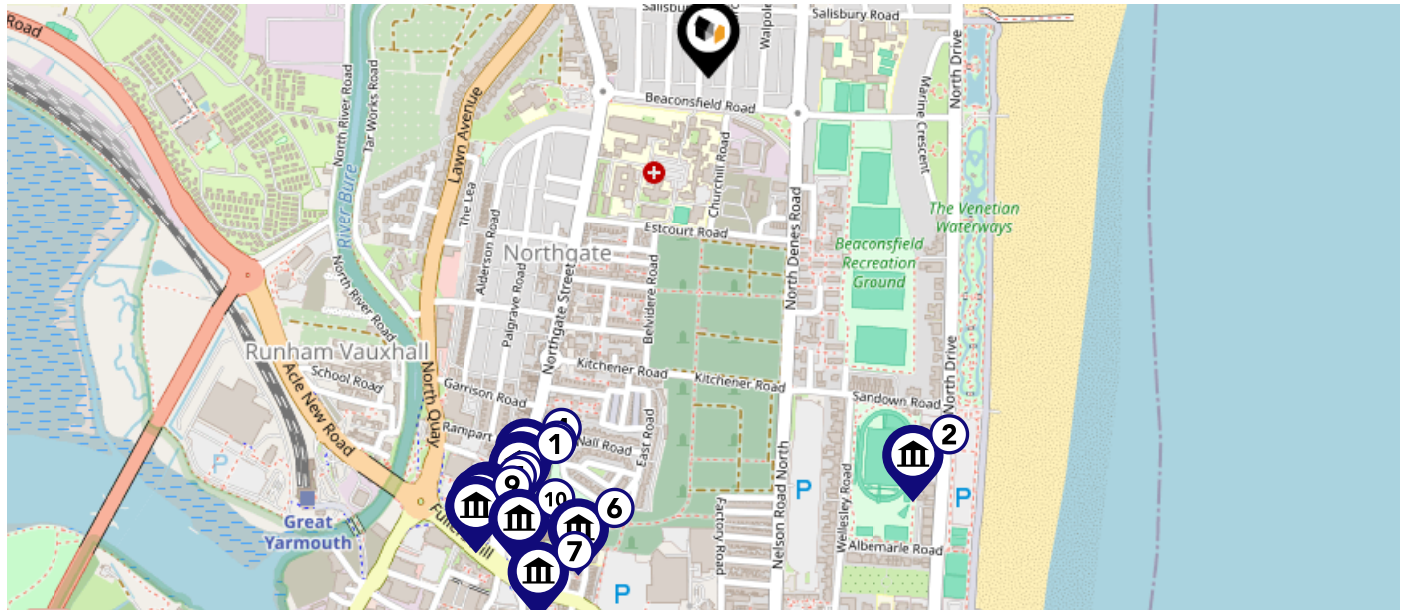 Salisbury
Salisbury Road
Road
Walpole
North River Road
Tar Works Road
Lawn Avenue
Beaconsfield Road
North Drive
Marine Crescent
River Bure
The Lea
Churchill Road
Alderson Road
Estcourt Road
The Venetian
Waterways
North Denes Road
Northgate
Beaconsfield
Recreation
Ground
North River Road
Palgrave Road
Northgate Street
Belvidere Road
Runham Vauxhall
School Road
Acle New Road
North Quay
Garrison Road
Kitchener Road
Kitchener Road
North Drive
Sandown Road
Rampart
4
1
Wall Road
East Road
2
P
9
10
6
7
P
P
P
Nelson Road North
Wellesley Road
Factory Road
Great
Yarmouth
Albemarle Road